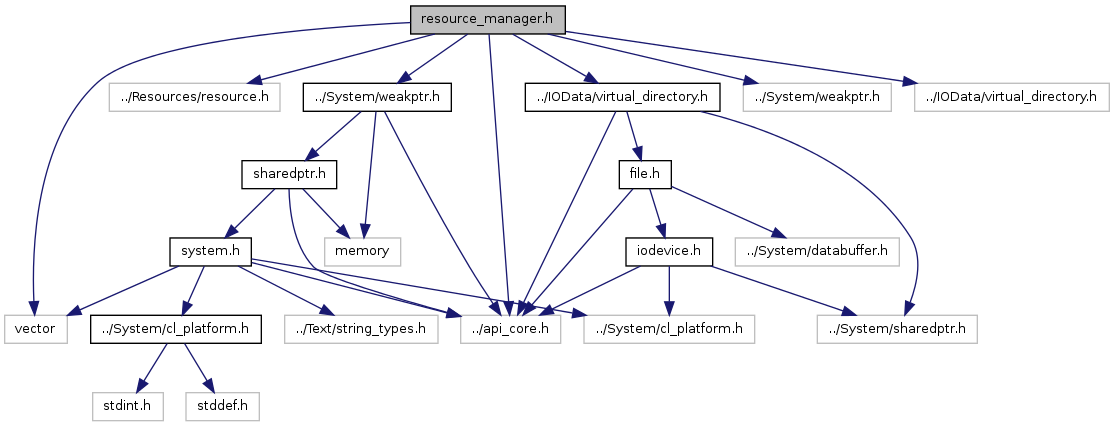 resource_manager.h
../Resources/resource.h
../System/weakptr.h
../IOData/virtual_directory.h
../System/weakptr.h
../IOData/virtual_directory.h
sharedptr.h
file.h
system.h
memory
iodevice.h
../System/databuffer.h
vector
../System/cl_platform.h
../Text/string_types.h
../api_core.h
../System/cl_platform.h
../System/sharedptr.h
stdint.h
stddef.h